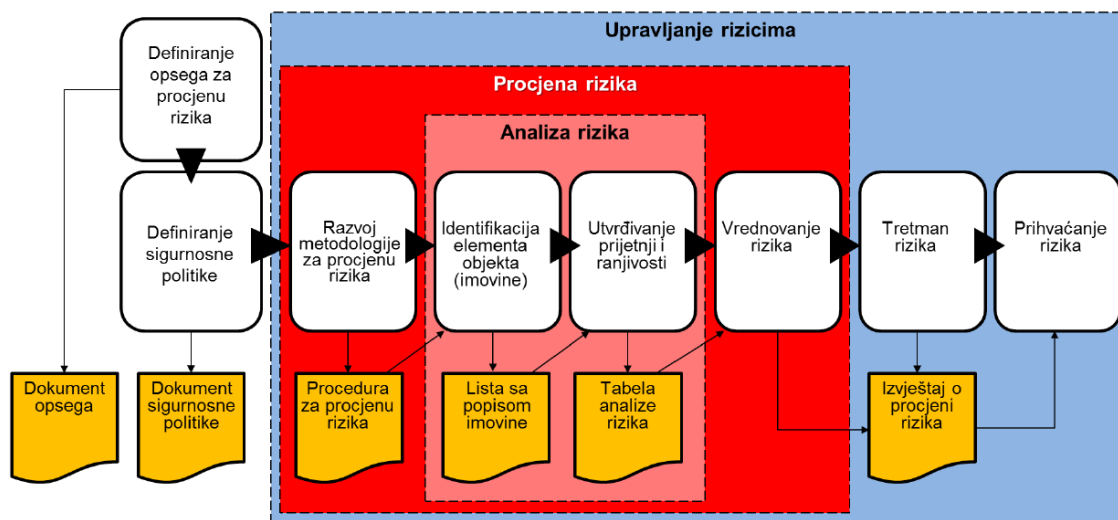 Upravljanje rizicima
Procjena rizika
Analiza rizika
Definiranje
opsega za
procjenu
rizika
Definiranje
sigurnosne
politike
Razvoj
metodologije
za procjenu
rizika
Identifikacija
elementa
objekta
(imovine)
Utvrđivanje
prijetnji i
ranjivosti
Vrednovanje
rizika
Tretman
rizika
Prihvaćanje
rizika
Dokument
opsega
Dokument
sigurnosne
politike
Procedura
za procjenu
rizika
Lista sa
popisom
imovine
Tabela
analize
rizika
Izvještaj o
procjeni
rizika